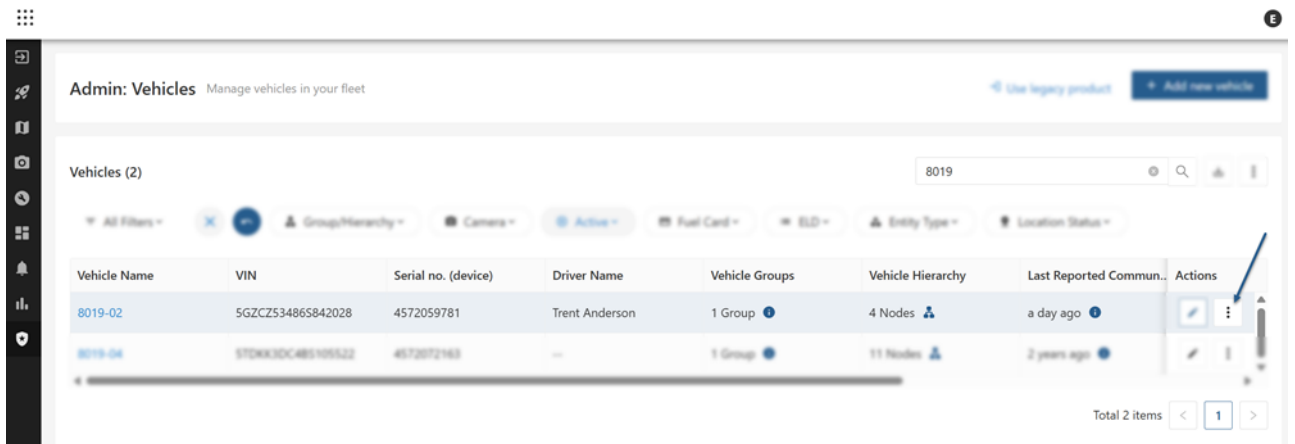 E
Admin: Vehicles Manage vehicles in your fleet Use legacy product + Add new vehicle
Vehicles (2) 8019
All Filters Group/Hierarchy Camera Active Fuel Card ELD Entity Type Location Status
Vehicle Name VIN Serial no. (device) Driver Name Vehicle Groups Vehicle Hierarchy Last Reported Commun.. Actions
8019-02 5GZCZ53486S842028 4572059781 Trent Anderson 1 Group 4 Nodes a day ago
8019-04 4572072163 -- 1 Group 11 Nodes 2 years ago
Total 2 items < 1 >